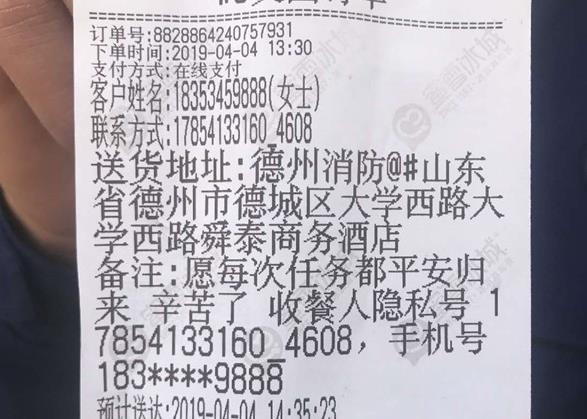 订单号:8828864240757931
下单时间:2019-04-04 13:30
支付方式:在线支付
客户姓名:18353459888(女士)
联系方式:17854133160_4608
送货地址:德州消防@#山东
省德州市德城区大学西路大
学西路舜泰商务酒店
备注:愿每次任务都平安归
来 辛苦了 收餐人隐私号 1
7854133160_4608,手机号
183****9888
预计送达:2019-04-04 14:35:23